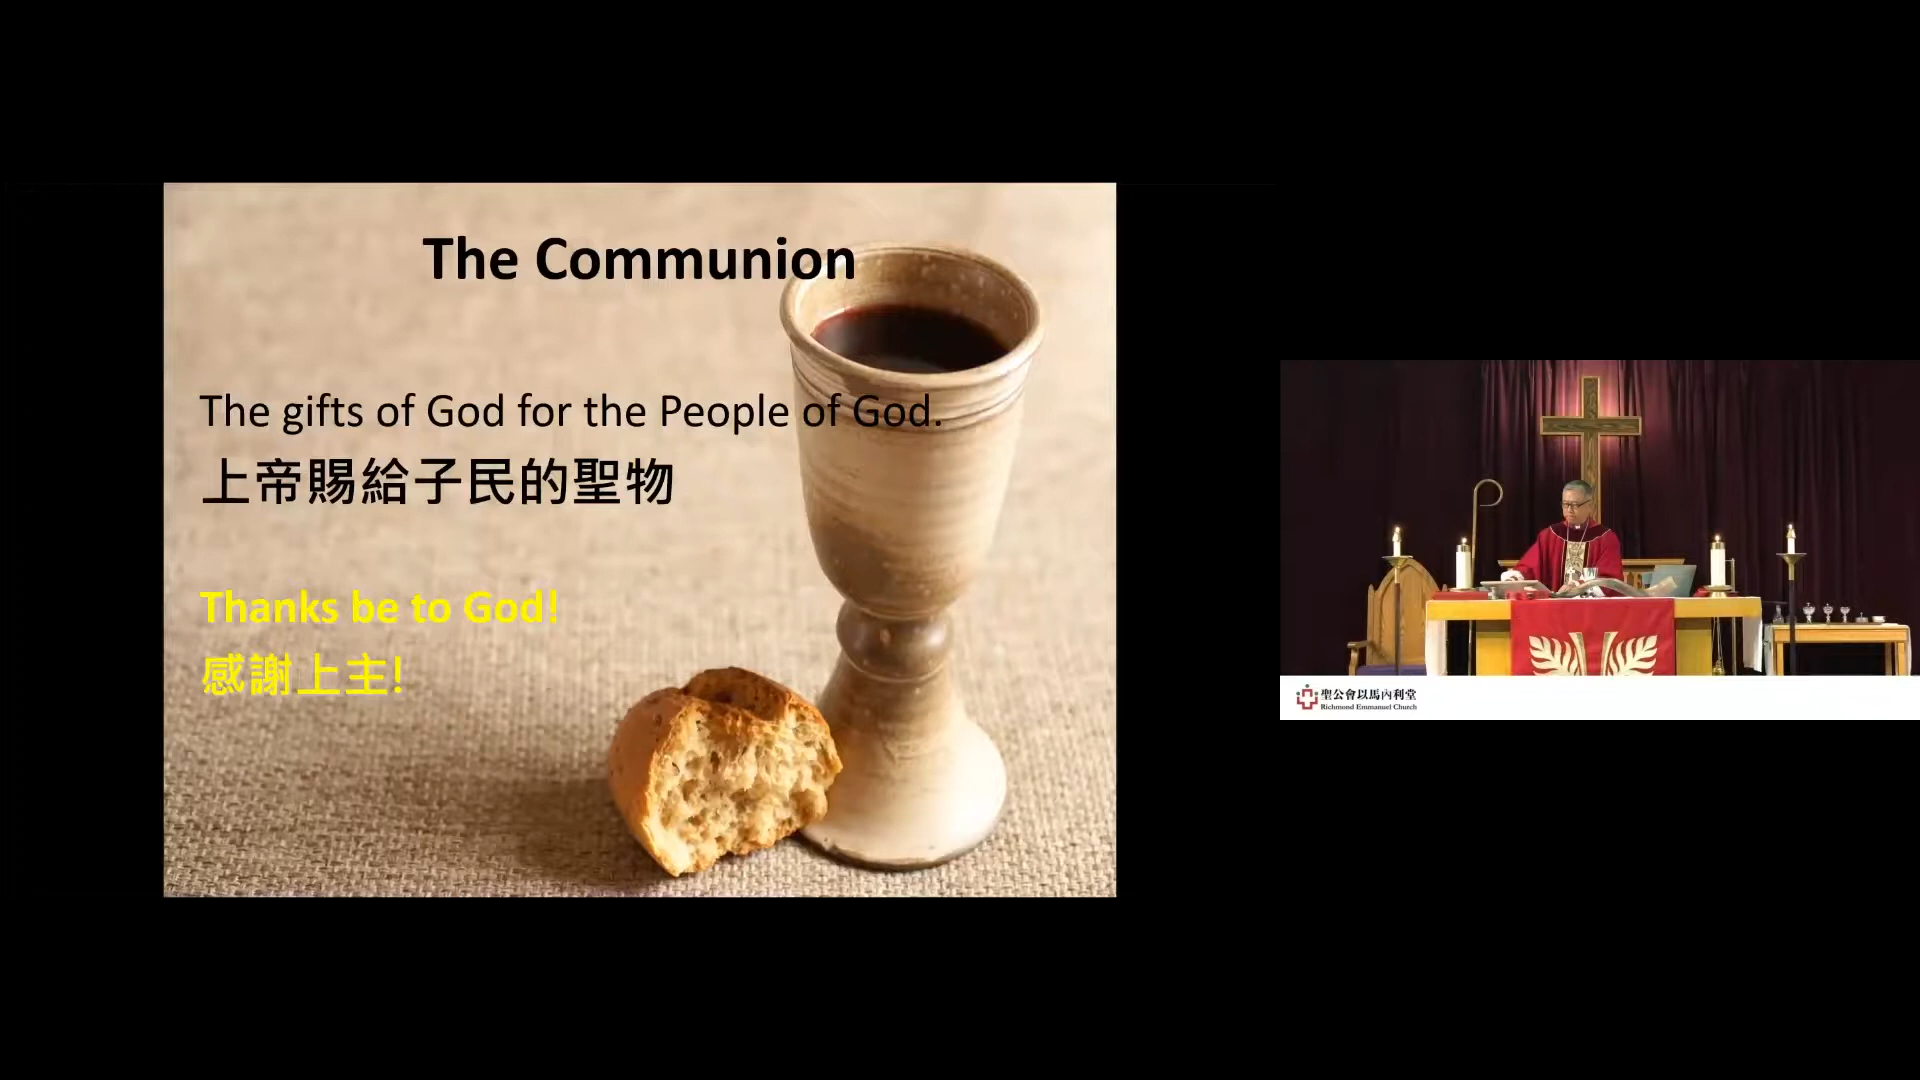 The Communion
The gifts of God for the People of God.
上帝賜給子民的聖物
Thanks be to God!
感謝上主!
聖公會以馬內利堂
Richmond Emmanuel Church